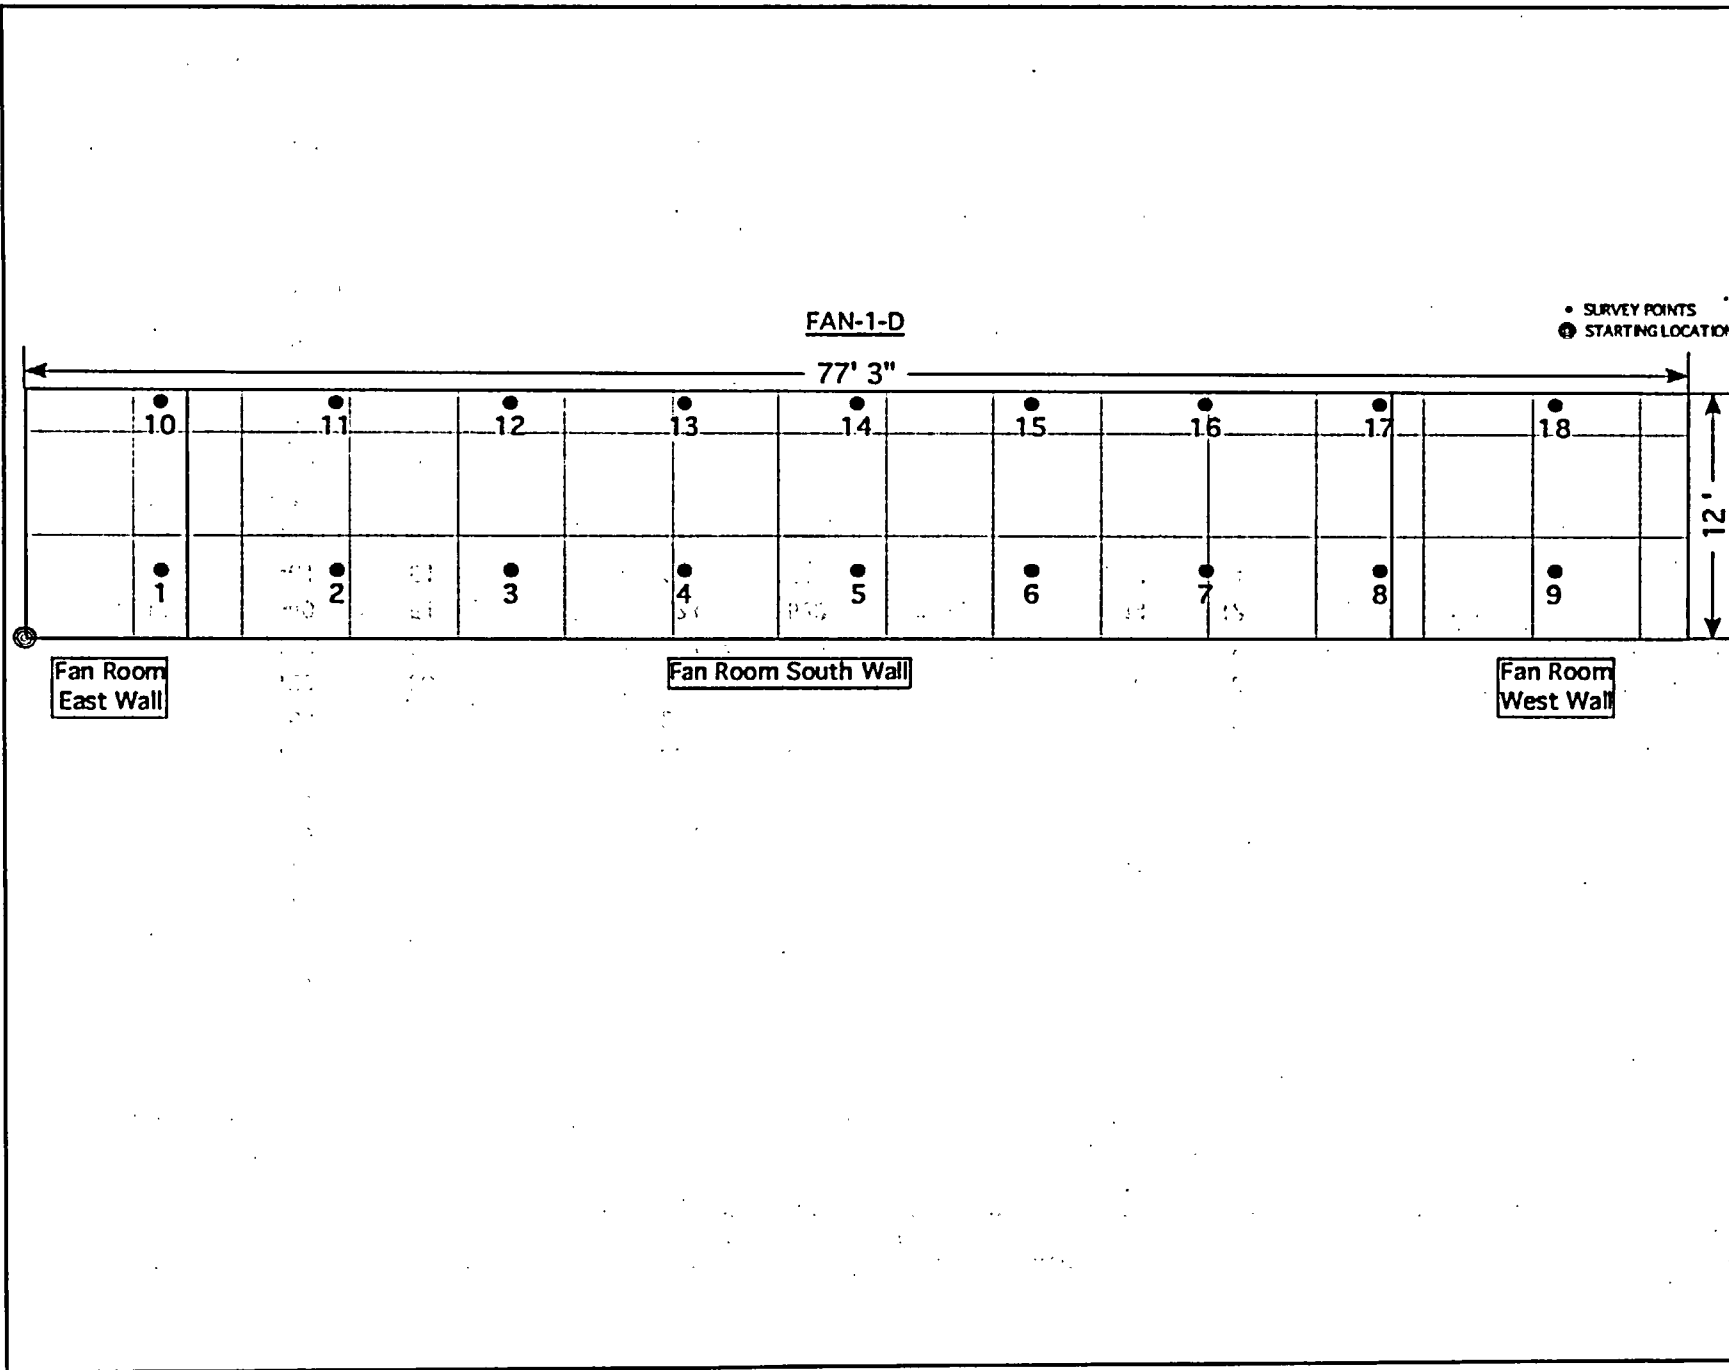 FAN-1-D
• SURVEY POINTS
STARTING LOCATION
77' 3"
10 11 12 13 14 15 16 17 18
12'
1 2 3 4 5 6 7 8 9
Fan Room
East Wall
Fan Room South Wall
Fan Room
West Wall